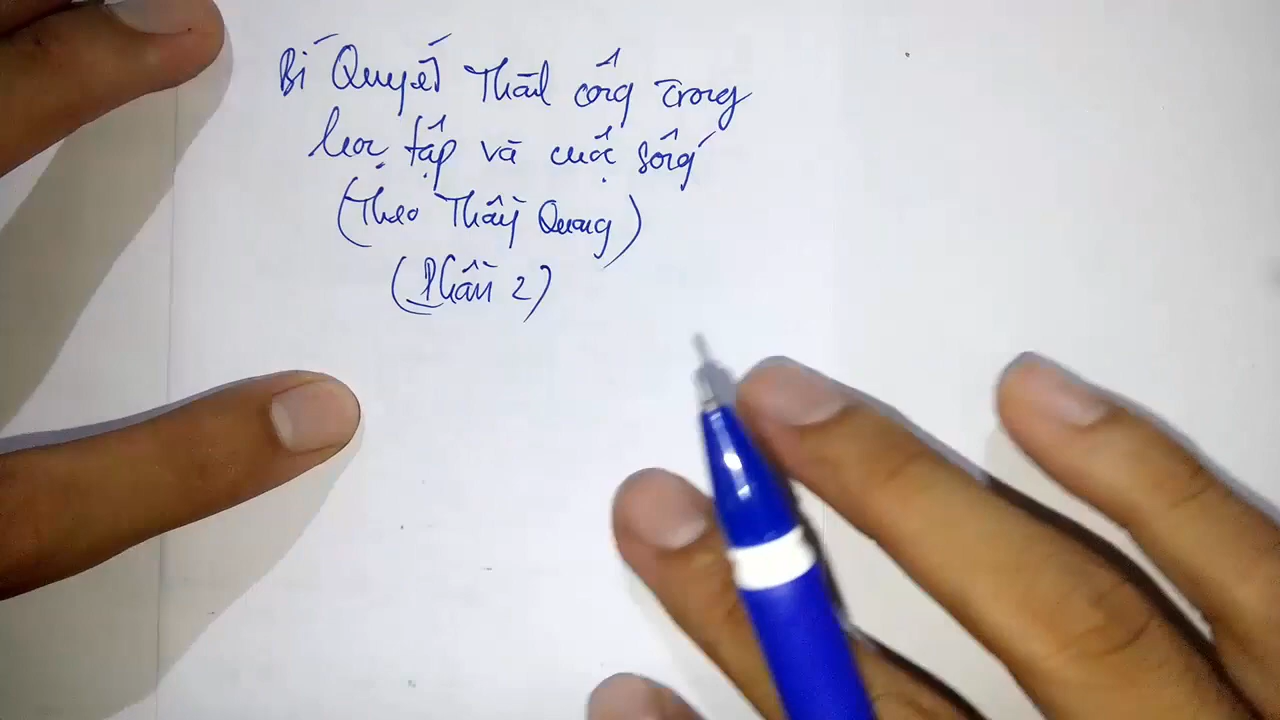 Bí Quyết Thành công trong
học tập và cuộc sống
(Theo Thầy Quang)
(Phần 2)